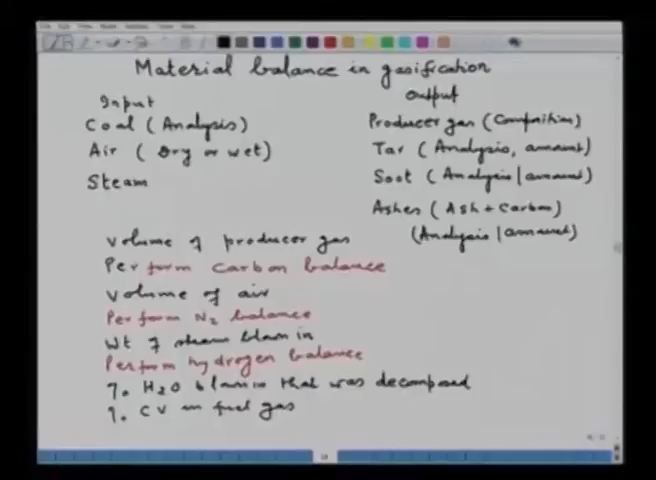 Material balance in gasification
Input
Coal (Analysis)
Air ( Dry or wet)
Steam
output
Producer gas (Composition)
Tar (Analysis, amount)
Soot (Analysis|amount)
Ashes (Ash + Carbon)
(Analysis|amount)
Volume of producer gas
Perform Carbon balance
Volume of air
Perform N₂ balance
Wt of steam blown in
Perform hydrogen balance
%. H₂O blown in that was decomposed
%. CV in fuel gas